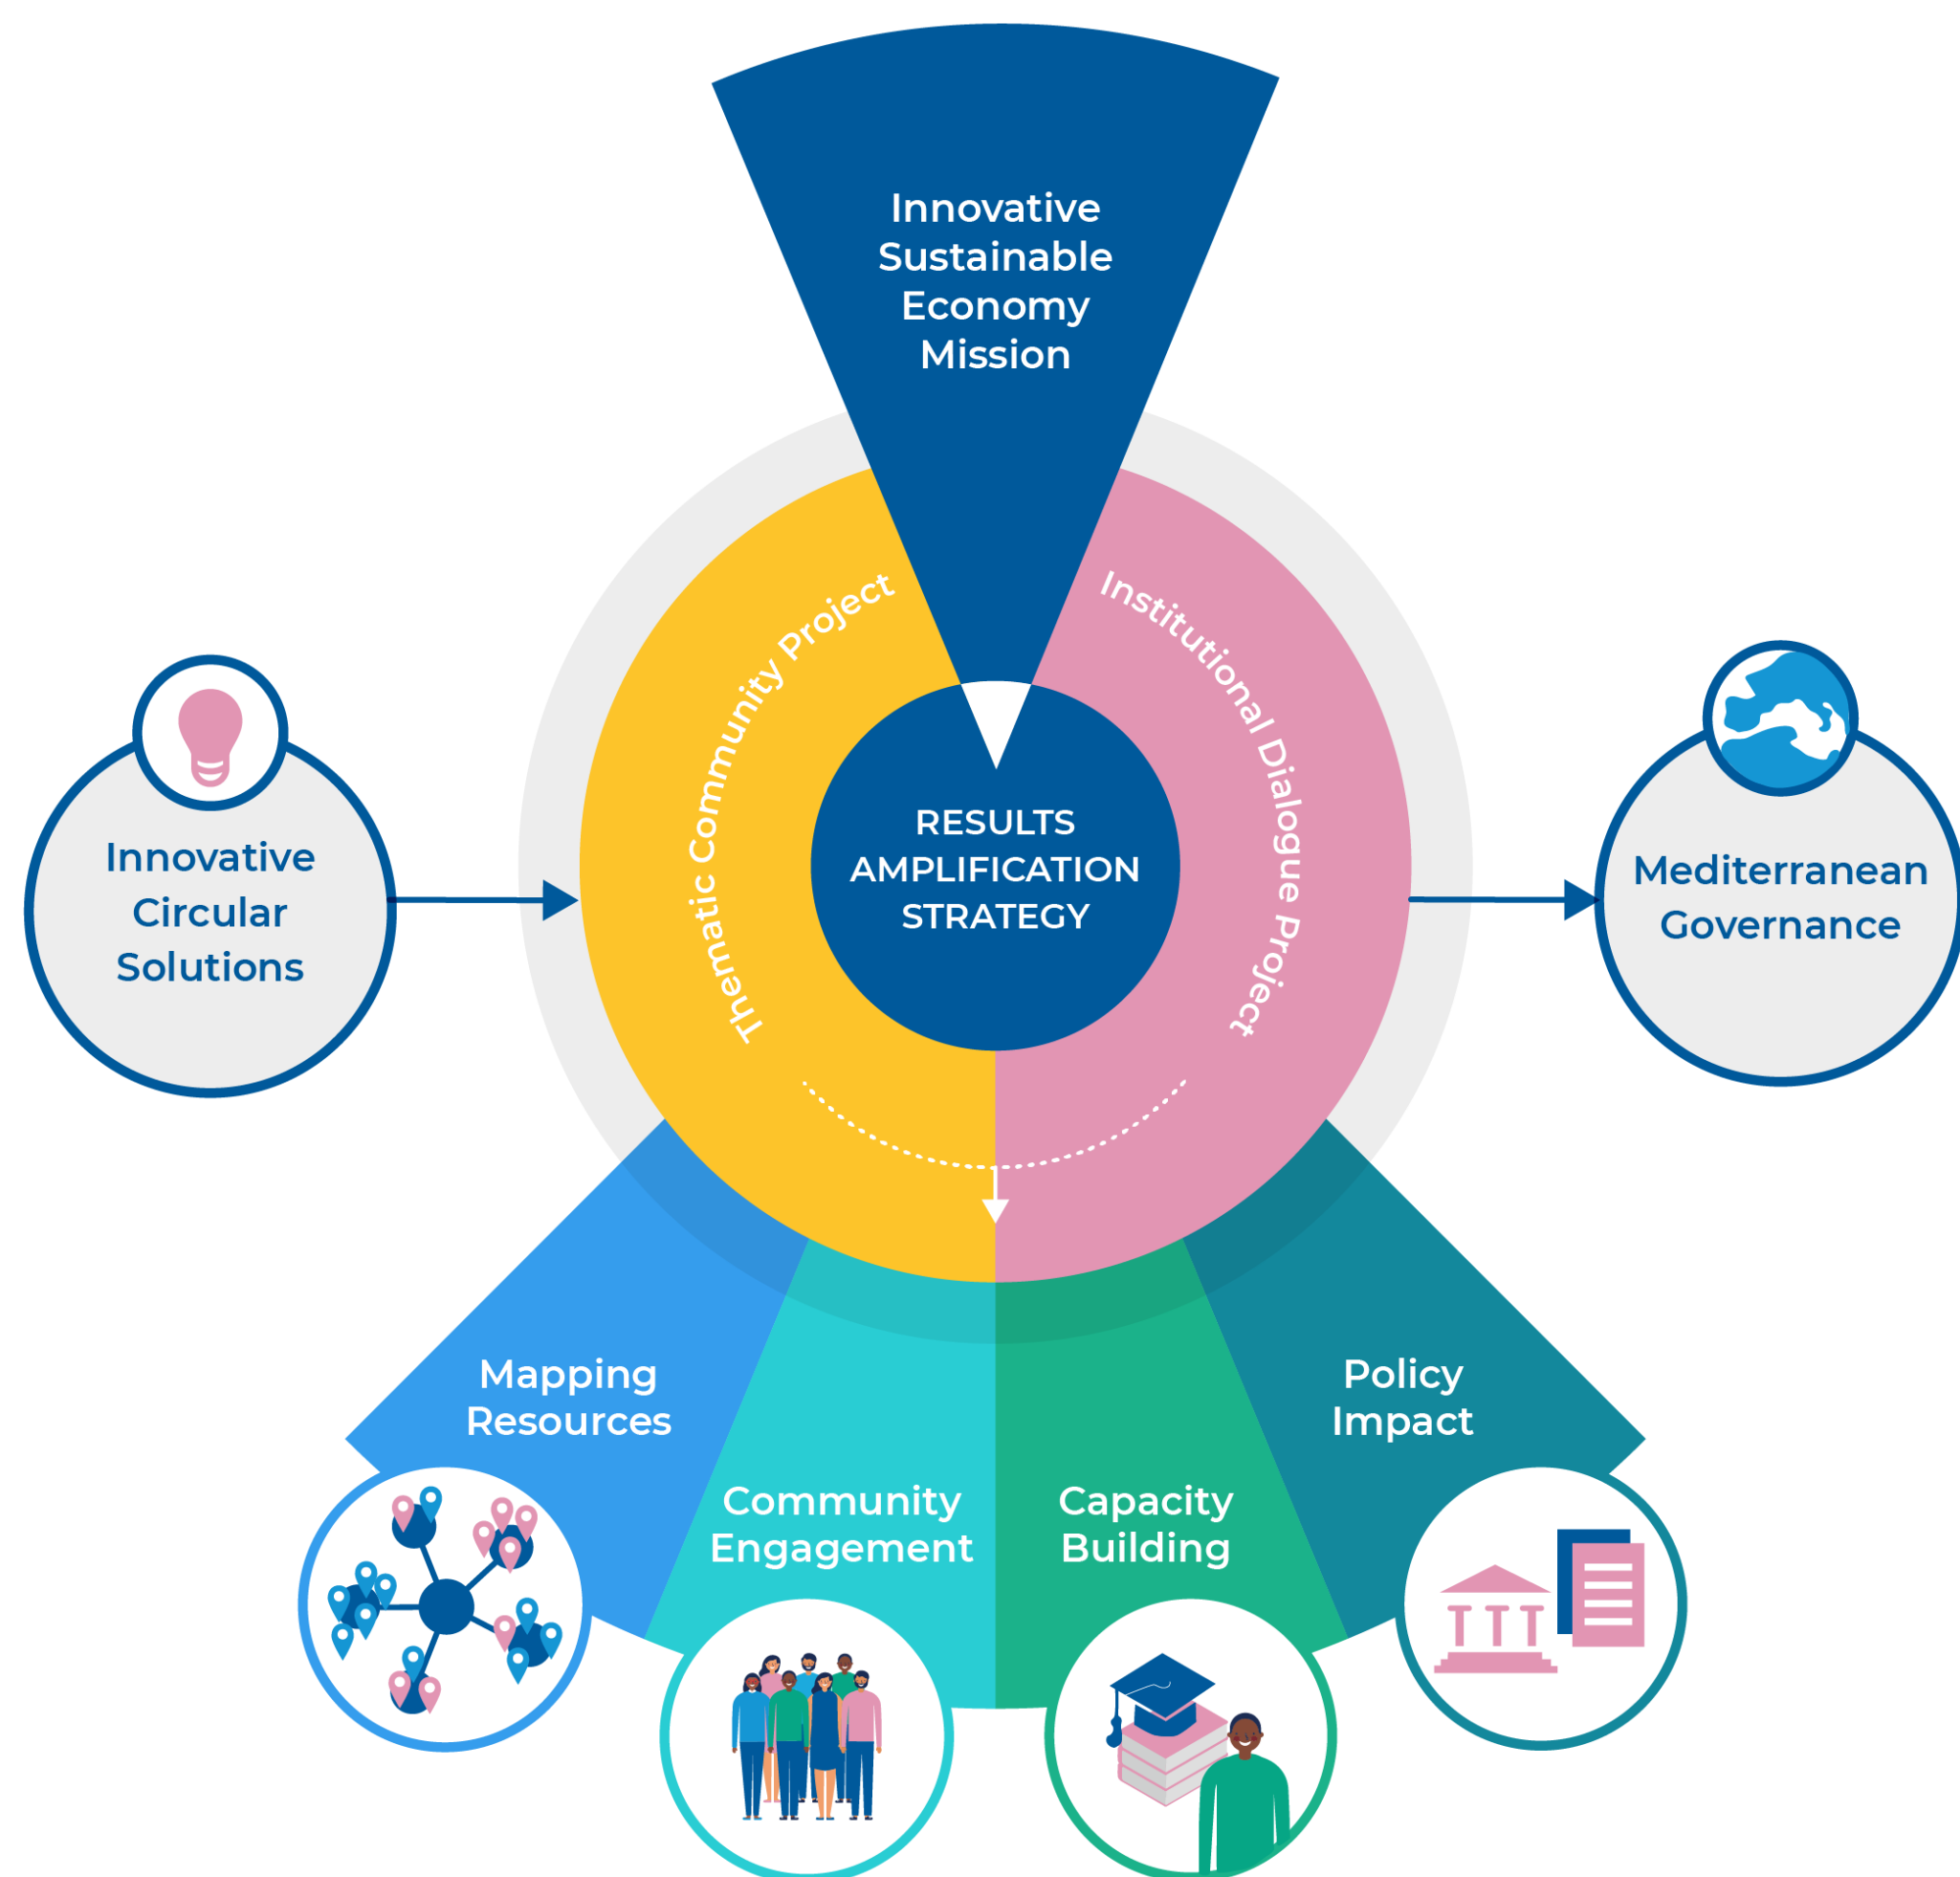 Innovative
Sustainable
Economy
Mission
Thematic Community Project
Institutional Dialogue Project
RESULTS
AMPLIFICATION
STRATEGY
Innovative
Circular
Solutions
Mediterranean
Governance
Mapping
Resources
Community
Engagement
Capacity
Building
Policy
Impact